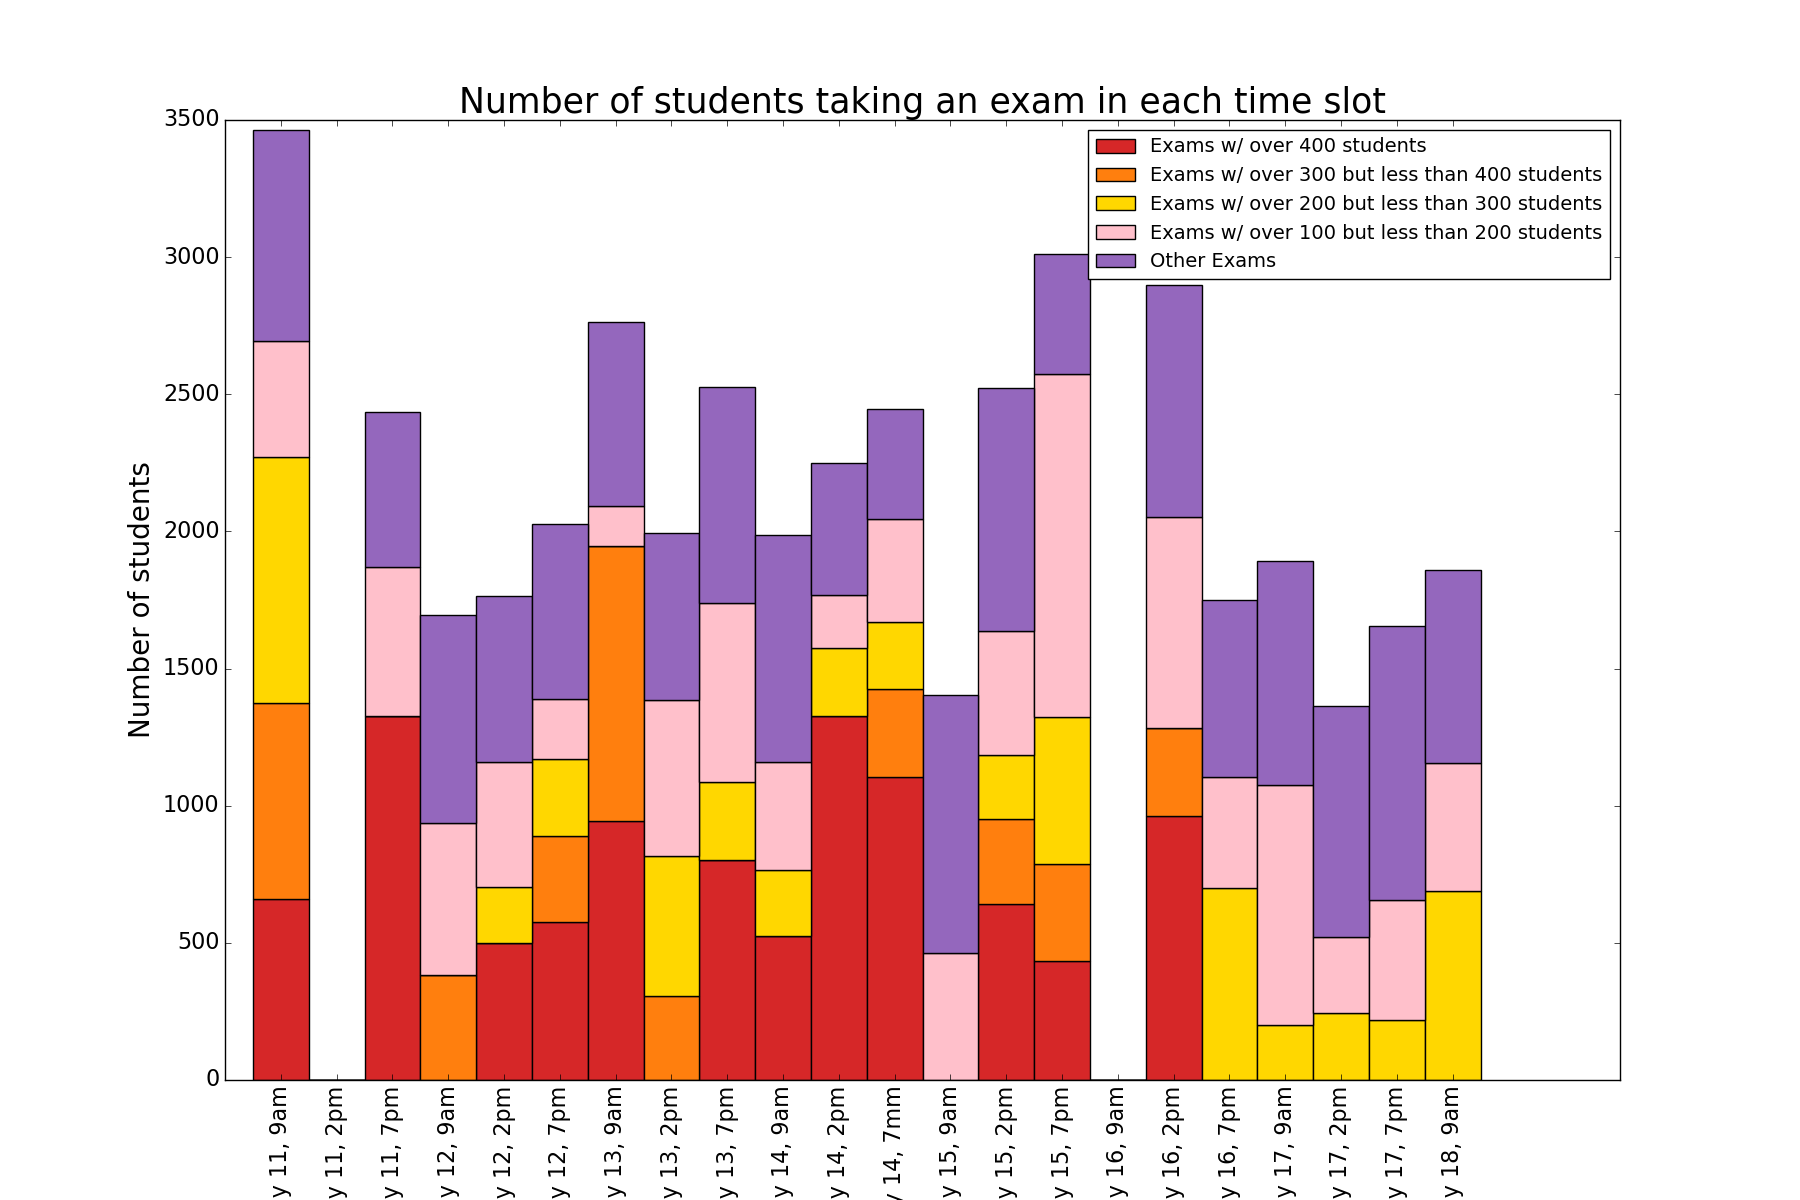 Number of students taking an exam in each time slot
3500
3000
2500
2000
1500
1000
500
0
Number of students
Exams w/ over 400 students
Exams w/ over 300 but less than 400 students
Exams w/ over 200 but less than 300 students
Exams w/ over 100 but less than 200 students
Other Exams
y 11, 9am
y 11, 2pm
y 11, 7pm
y 12, 9am
y 12, 2pm
y 12, 7pm
y 13, 9am
y 13, 2pm
y 13, 7pm
y 14, 9am
y 14, 2pm
y 14, 7mm
y 15, 9am
y 15, 2pm
y 15, 7pm
y 16, 9am
y 16, 2pm
y 16, 7pm
y 17, 9am
y 17, 2pm
y 17, 7pm
y 18, 9am